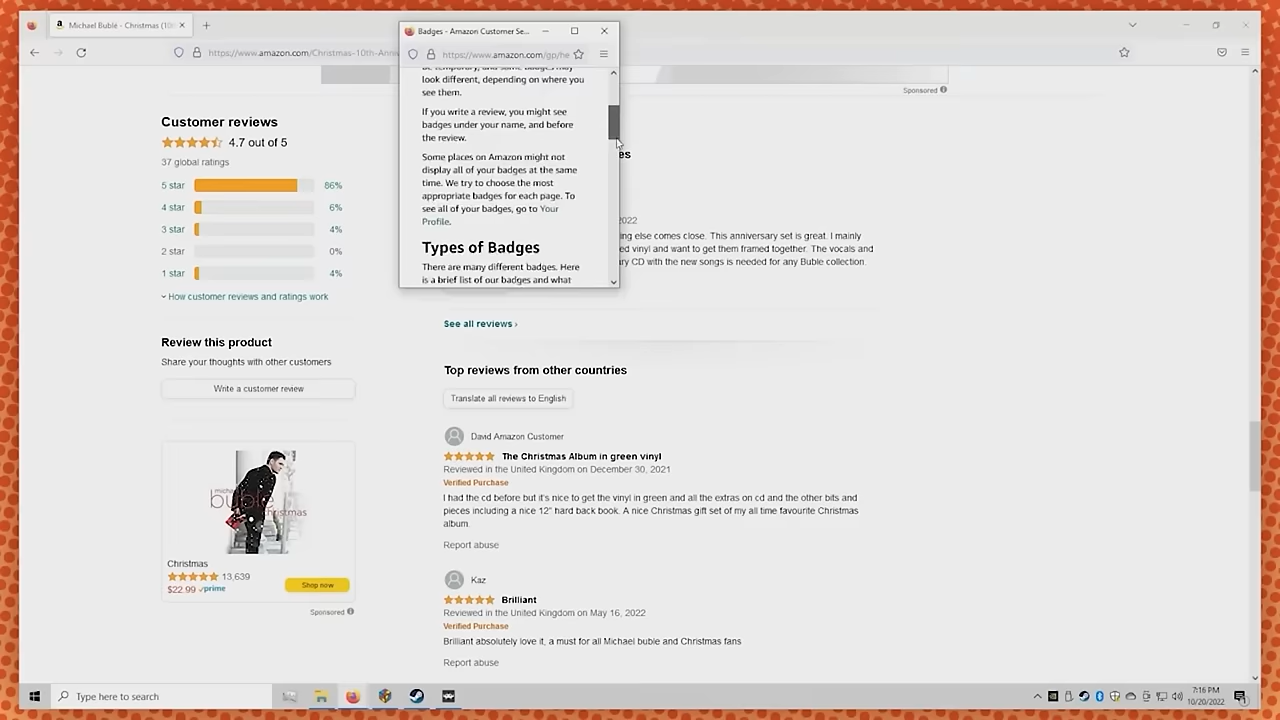 Michael Bublé - Christmas (10
https://www.amazon.com/Christmas-10th-Anniv
Badges - Amazon Customer Se...
https://www.amazon.com/gp/he
look different, depending on where you
see them.
If you write a review, you might see
badges under your name, and before
the review.
Some places on Amazon might not
display all of your badges at the same
time. We try to choose the most
appropriate badges for each page. To
see all of your badges, go to Your
Profile.
Types of Badges
There are many different badges. Here
is a brief list of our badges and what
Sponsored
Customer reviews
4.7 out of 5
37 global ratings
5 star 86%
4 star 6%
3 star 4%
2 star 0%
1 star 4%
How customer reviews and ratings work
Review this product
Share your thoughts with other customers
Write a customer review
buble
christmas
Christmas
13,639
$22.99 prime
Shop now
Sponsored
es
2022
ing else comes close. This anniversary set is great. I mainly
ed vinyl and want to get them framed together. The vocals and
ry CD with the new songs is needed for any Buble collection.
See all reviews ›
Top reviews from other countries
Translate all reviews to English
David Amazon Customer
The Christmas Album in green vinyl
Reviewed in the United Kingdom on December 30, 2021
Verified Purchase
I had the cd before but it's nice to get the vinyl in green and all the extras on cd and the other bits and
pieces including a nice 12" hard back book. A nice Christmas gift set of my all time favourite Christmas
album.
Report abuse
Kaz
Brilliant
Reviewed in the United Kingdom on May 16, 2022
Verified Purchase
Brilliant absolutely love it, a must for all Michael buble and Christmas fans
Report abuse
Type here to search
7:16 PM
10/20/2022